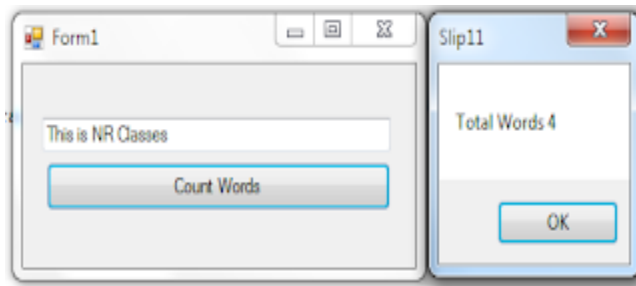 Form1
This is NR Classes
Count Words
Slip11
Total Words 4
OK